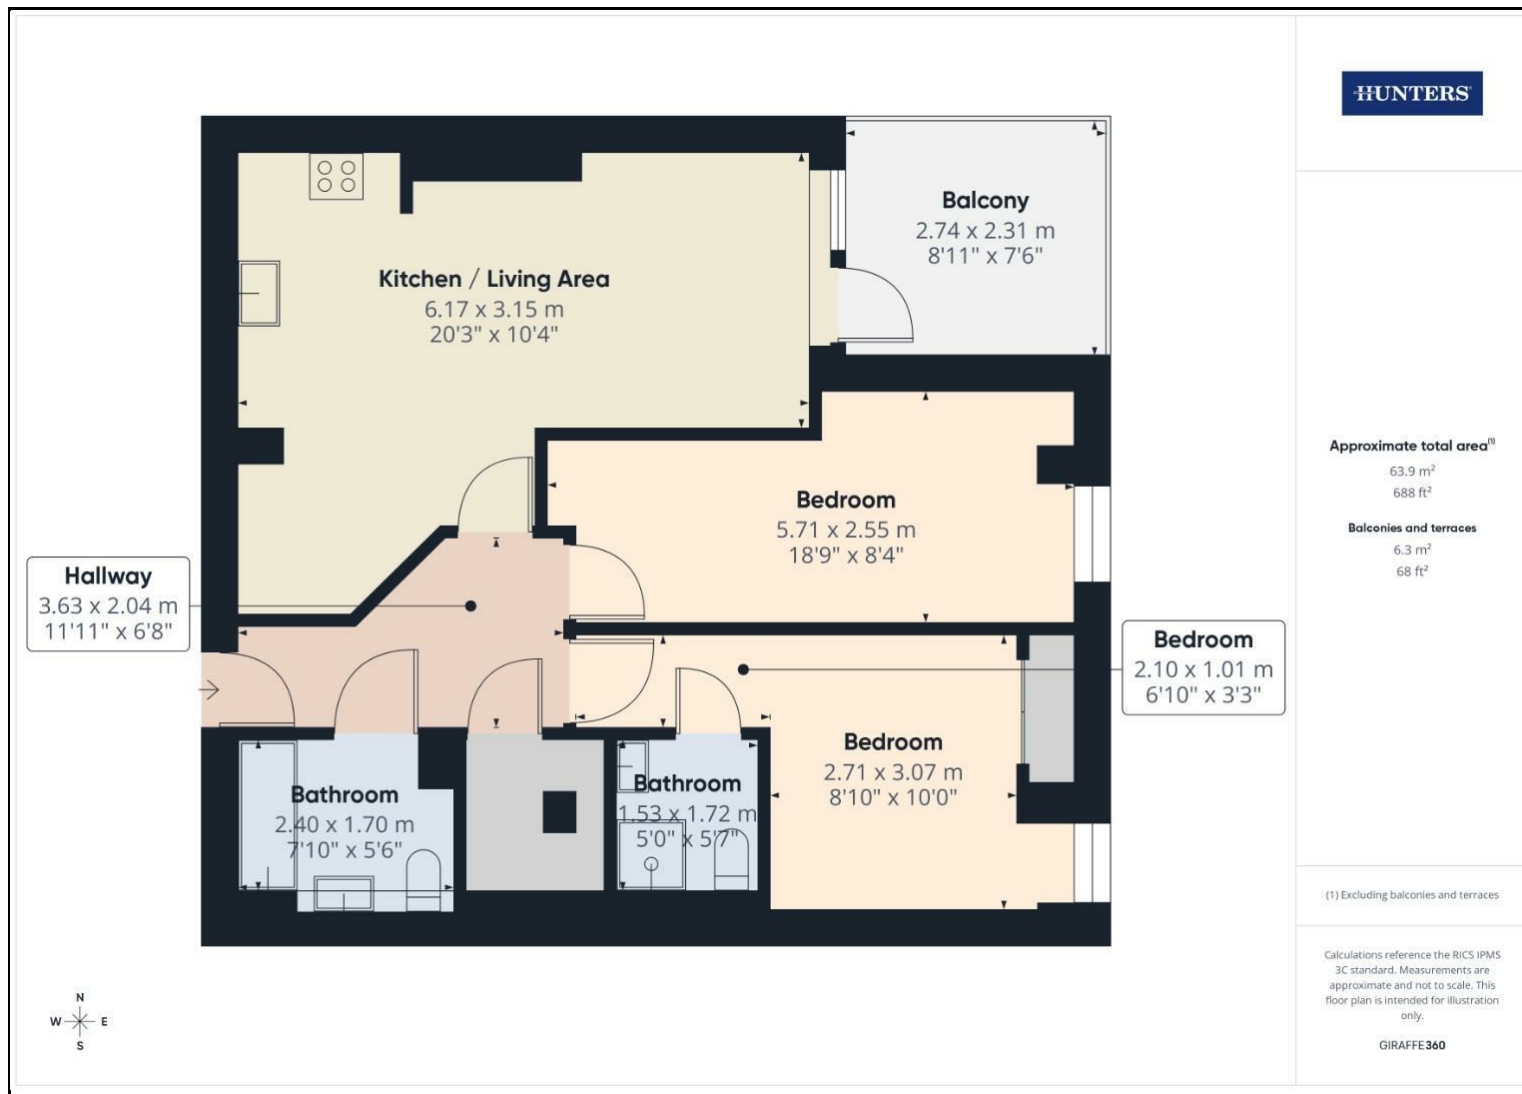 HUNTERS
Balcony
2.74 x 2.31 m
8'11" x 7'6"
Kitchen / Living Area
6.17 x 3.15 m
20'3" x 10'4"
Bedroom
5.71 x 2.55 m
18'9" x 8'4"
Hallway
3.63 x 2.04 m
11'11" x 6'8"
Bedroom
2.10 x 1.01 m
6'10" x 3'3"
Bedroom
2.71 x 3.07 m
8'10" x 10'0"
Bathroom
2.40 x 1.70 m
7'10" x 5'6"
Bathroom
1.53 x 1.72 m
5'0" x 5'7"
N
W E
S
Approximate total area(1)
63.9 m²
688 ft²
Balconies and terraces
6.3 m²
68 ft²
(1) Excluding balconies and terraces
Calculations reference the RICS IPMS
3C standard. Measurements are
approximate and not to scale. This
floor plan is intended for illustration
only.
GIRAFFE360